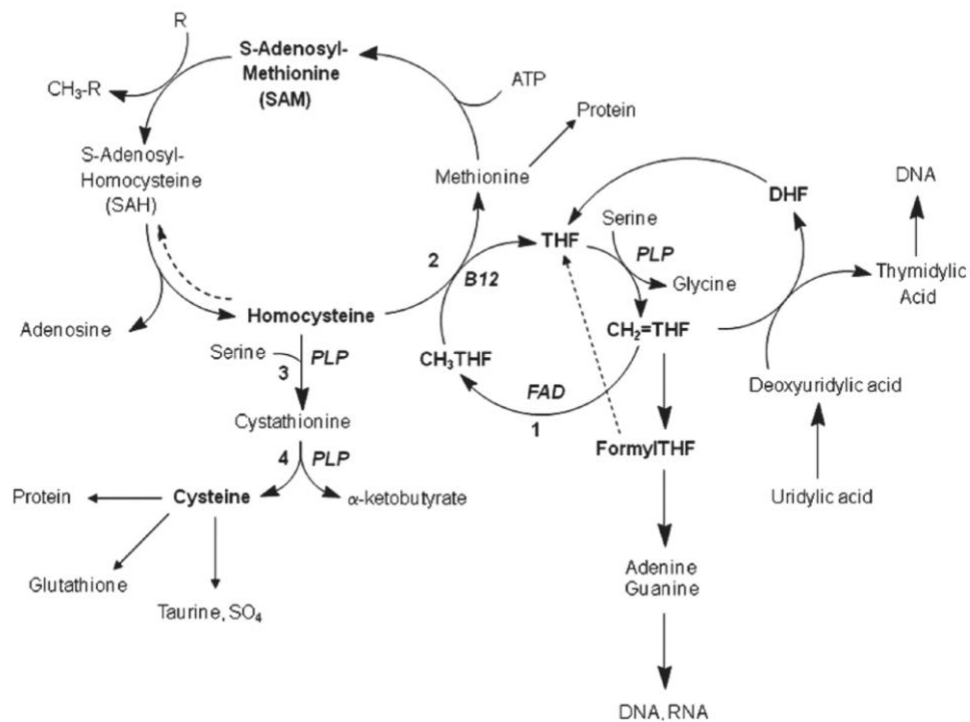 R
S-Adenosyl-
Methionine
(SAM)
CH₃-R
ATP
Protein
S-Adenosyl-
Homocysteine
(SAH)
Methionine
DHF
DNA
Serine
THF
PLP
2
B12
Glycine
Thymidylic
Acid
Adenosine
Homocysteine
CH₂=THF
Serine
PLP
3
CH₃THF
FAD
1
Deoxyuridylic acid
Cystathionine
4
PLP
FormylTHF
Protein
Cysteine
α-ketobutyrate
Uridylic acid
Glutathione
Taurine, SO₄
Adenine
Guanine
DNA, RNA